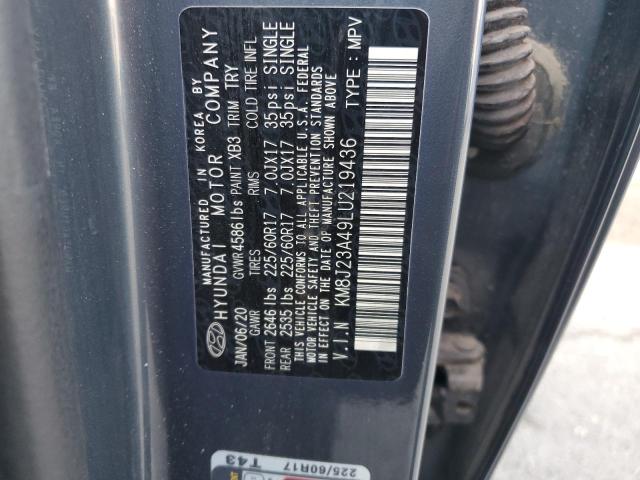 MANUFACTURED IN KOREA BY
HYUNDAI MOTOR COMPANY
JAN/06/20 GVWR 4586 lbs PAINT XB3 TRIM TRY
GAWR TIRES RIMS COLD TIRE INFL
FRONT 2646 lbs 225/60R17 7.0JX17 35psi SINGLE
REAR 2535 lbs 225/60R17 7.0JX17 35psi SINGLE
THIS VEHICLE CONFORMS TO ALL APPLICABLE U.S.A. FEDERAL
MOTOR VEHICLE SAFETY, BUMPER, AND THEFT PREVENTION STANDARDS
IN EFFECT ON THE DATE OF MANUFACTURE SHOWN ABOVE
V.I.N KM8J23A49LU219436 TYPE : MPV
225/60R17
T43